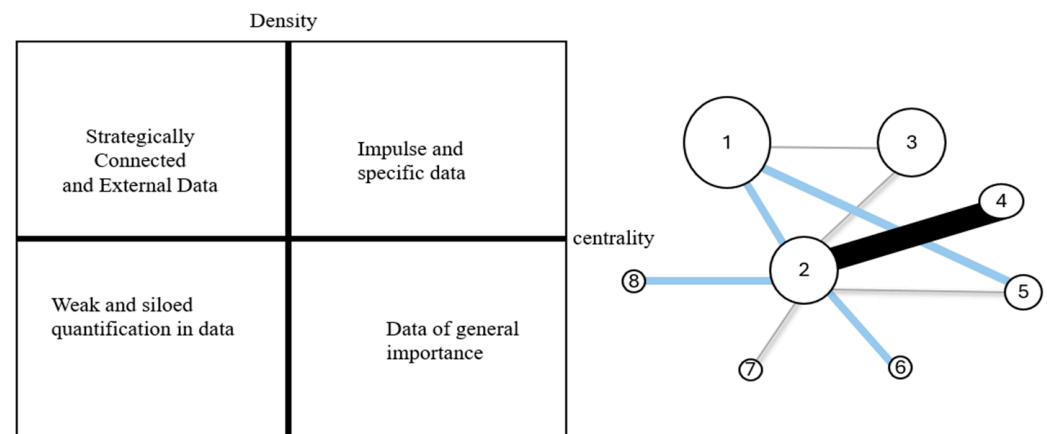 Density
Strategically
Connected
and External Data
Impulse and
specific data
centrality
Weak and siloed
quantification in data
Data of general
importance
1
3
4
2
8
5
7
6